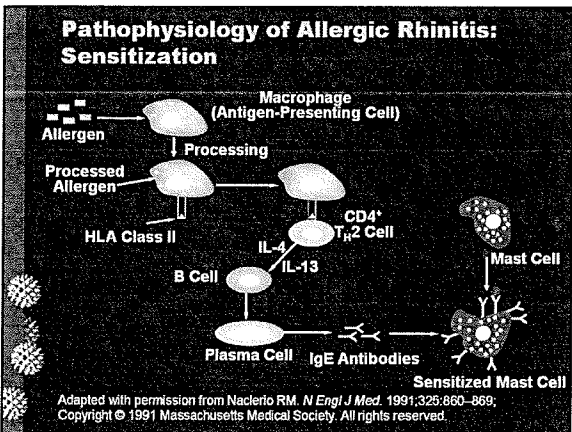 Pathophysiology of Allergic Rhinitis:
Sensitization
Macrophage
(Antigen-Presenting Cell)
Allergen
Processing
Processed
Allergen
HLA Class II
CD4+
TH2 Cell
IL-4
IL-13
B Cell
Mast Cell
Plasma Cell
IgE Antibodies
Sensitized Mast Cell
Adapted with permission from Naclerio RM. N Engl J Med. 1991;325:860–869;
Copyright © 1991 Massachusetts Medical Society. All rights reserved.